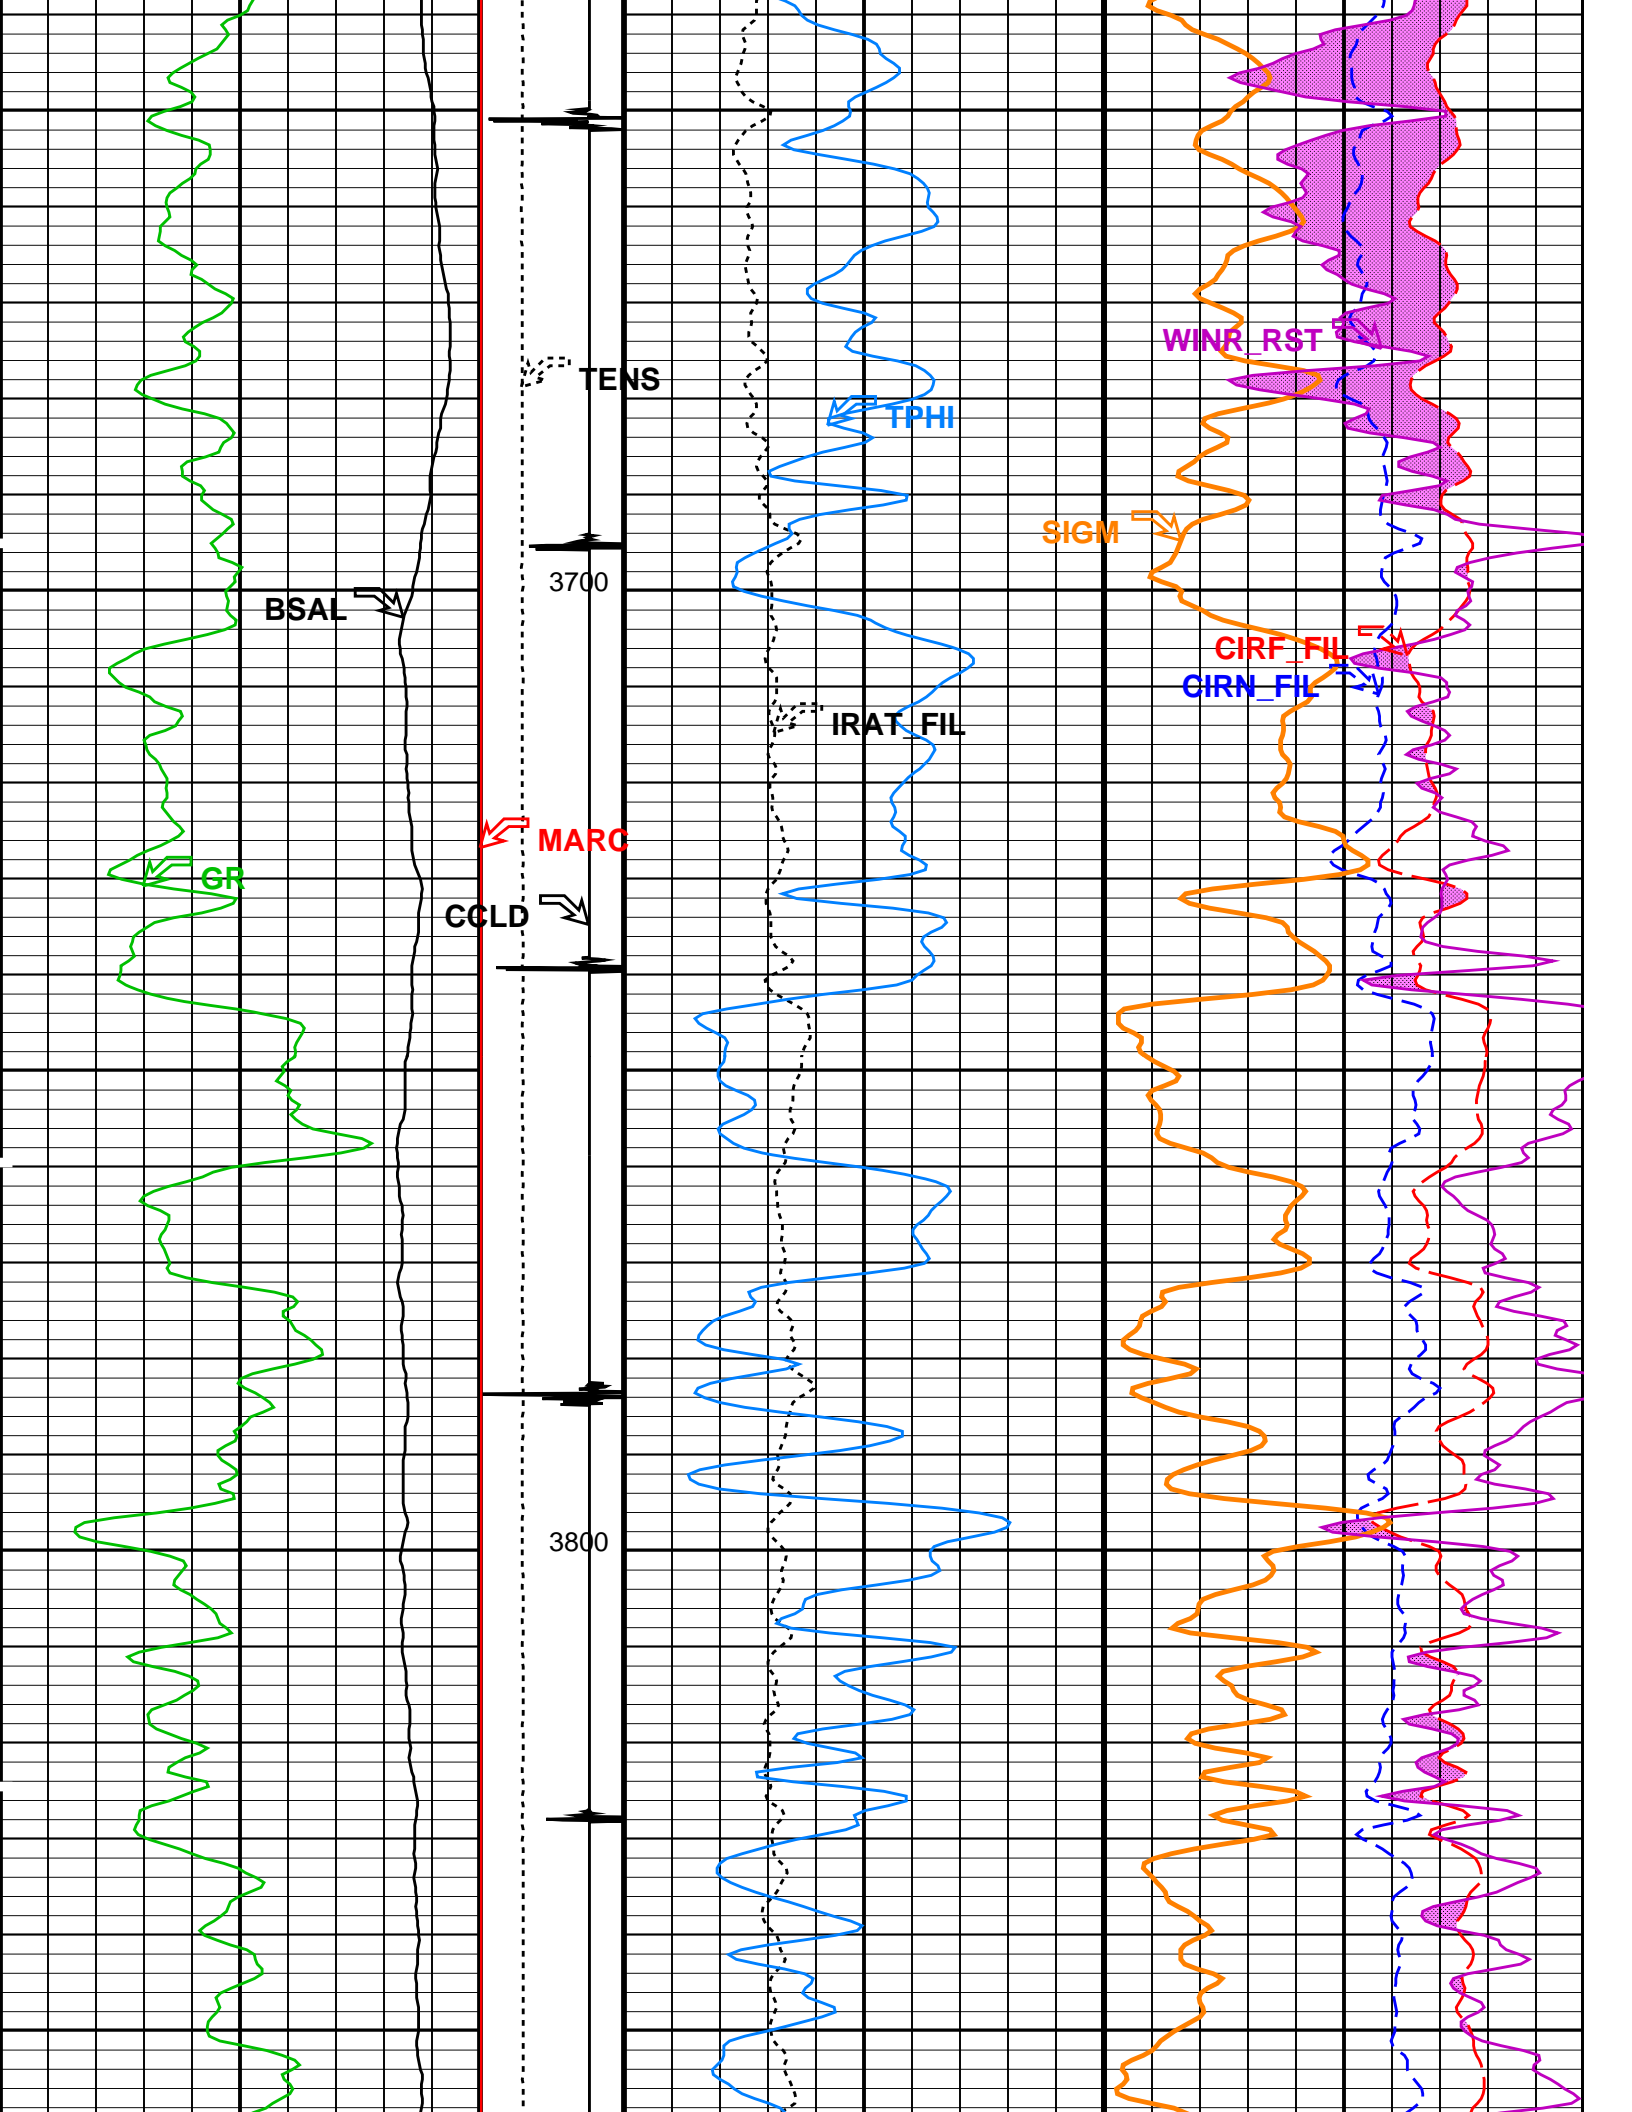 WINR_RST
TENS
TPHI
SIGM
3700
BSAL
CIRF_FIL
CIRN_FIL
IRAT_FIL
MARC
GR
CCLD
3800